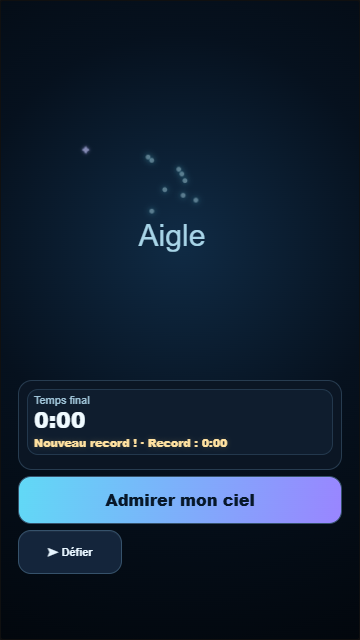 Aigle
Temps final
0:00
Nouveau record ! · Record : 0:00
Admirer mon ciel
➤ Défier